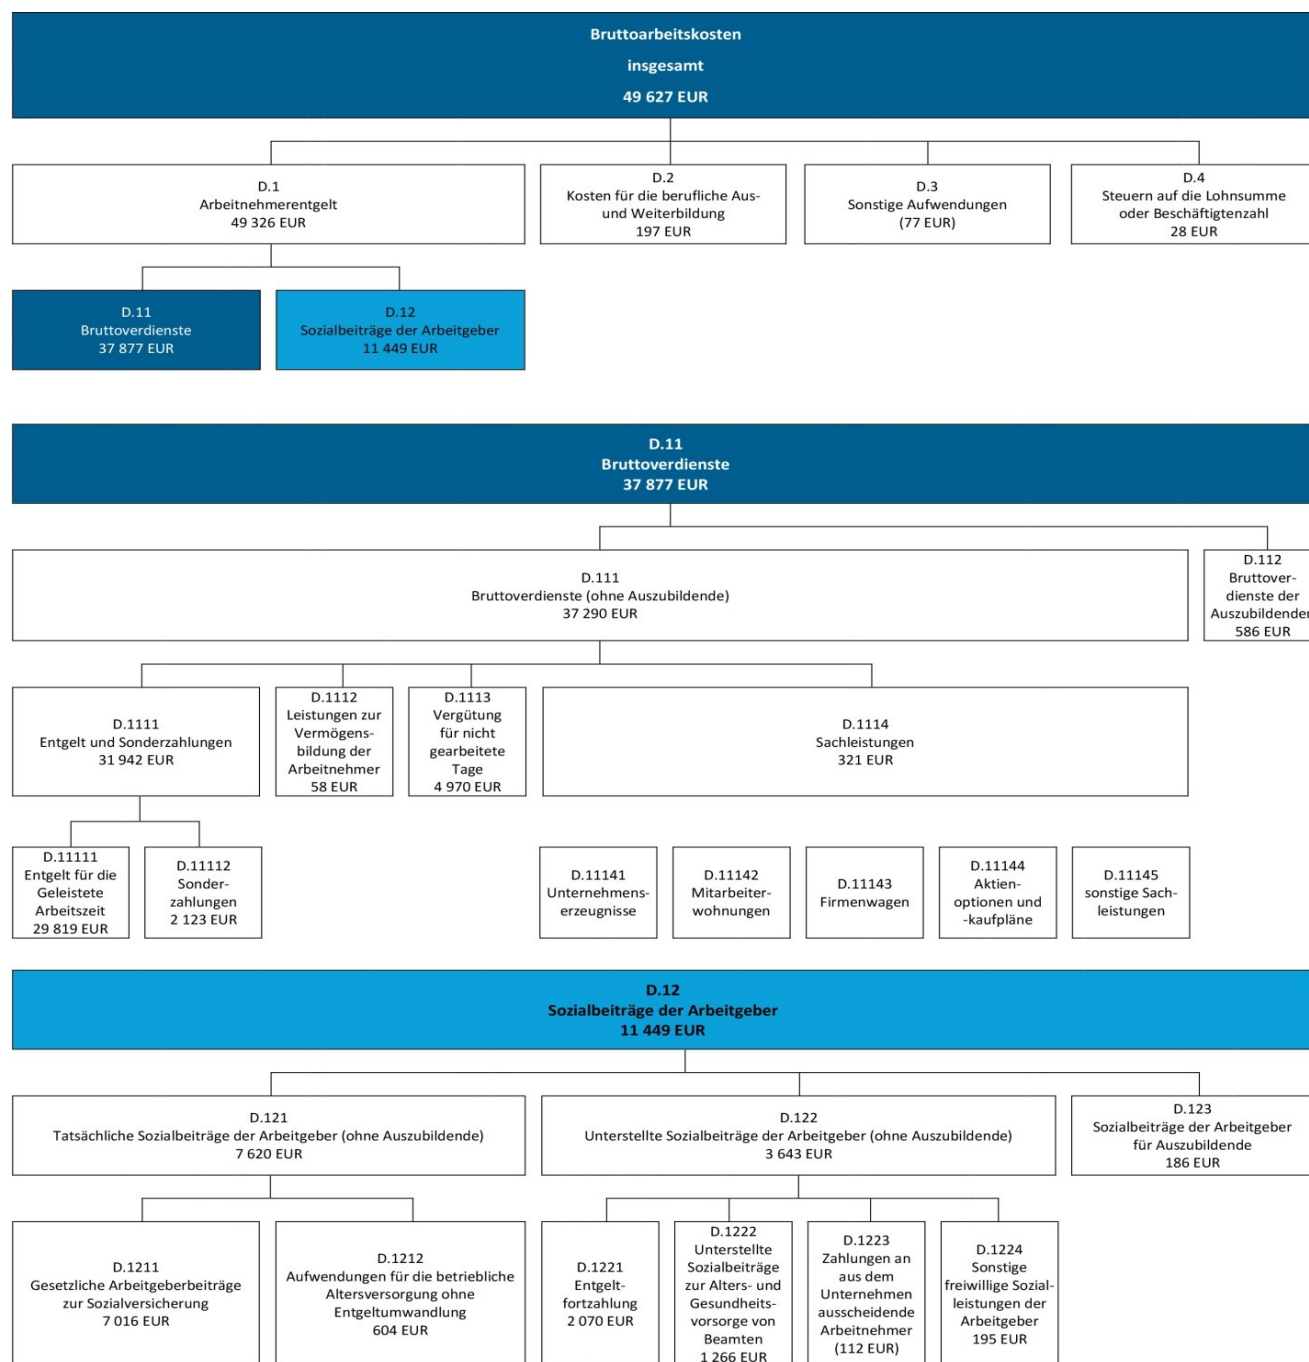 Bruttoarbeitskosten
insgesamt
49 627 EUR
D.1
Arbeitnehmerentgelt
49 326 EUR
D.2
Kosten für die berufliche Aus-
und Weiterbildung
197 EUR
D.3
Sonstige Aufwendungen
(77 EUR)
D.4
Steuern auf die Lohnsumme
oder Beschäftigtenzahl
28 EUR
D.11
Bruttoverdienste
37 877 EUR
D.12
Sozialbeiträge der Arbeitgeber
11 449 EUR
D.11
Bruttoverdienste
37 877 EUR
D.111
Bruttoverdienste (ohne Auszubildende)
37 290 EUR
D.112
Bruttover-
dienste der
Auszubildenden
586 EUR
D.1111
Entgelt und Sonderzahlungen
31 942 EUR
D.1112
Leistungen zur
Vermögens-
bildung der
Arbeitnehmer
58 EUR
D.1113
Vergütung
für nicht
gearbeitete
Tage
4 970 EUR
D.1114
Sachleistungen
321 EUR
D.11111
Entgelt für die
Geleistete
Arbeitszeit
29 819 EUR
D.11112
Sonder-
zahlungen
2 123 EUR
D.11141
Unternehmens-
erzeugnisse
D.11142
Mitarbeiter-
wohnungen
D.11143
Firmenwagen
D.11144
Aktien-
optionen und
-kaufpläne
D.11145
sonstige Sach-
leistungen
D.12
Sozialbeiträge der Arbeitgeber
11 449 EUR
D.121
Tatsächliche Sozialbeiträge der Arbeitgeber (ohne Auszubildende)
7 620 EUR
D.122
Unterstellte Sozialbeiträge der Arbeitgeber (ohne Auszubildende)
3 643 EUR
D.123
Sozialbeiträge der Arbeitgeber
für Auszubildende
186 EUR
D.1211
Gesetzliche Arbeitgeberbeiträge
zur Sozialversicherung
7 016 EUR
D.1212
Aufwendungen für die betriebliche
Altersversorgung ohne
Entgeltumwandlung
604 EUR
D.1221
Entgelt-
fortzahlung
2 070 EUR
D.1222
Unterstellte
Sozialbeiträge
zur Alters- und
Gesundheits-
vorsorge von
Beamten
1 266 EUR
D.1223
Zahlungen an
aus dem
Unternehmen
ausscheidende
Arbeitnehmer
(112 EUR)
D.1224
Sonstige
freiwillige Sozial-
leistungen der
Arbeitgeber
195 EUR